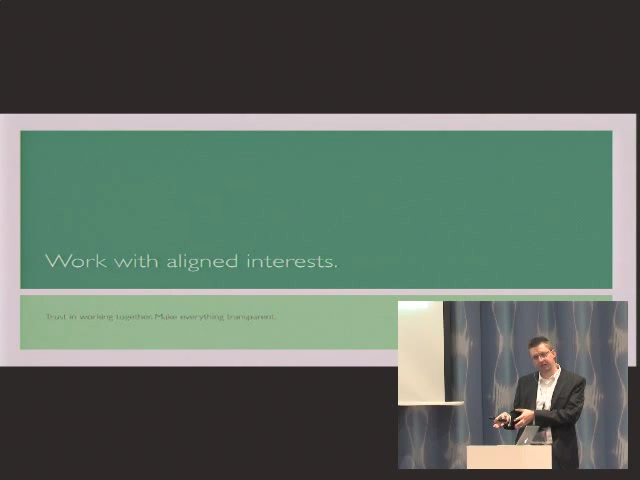 Work with aligned interests.
Trust in working together. Make everything transparent.